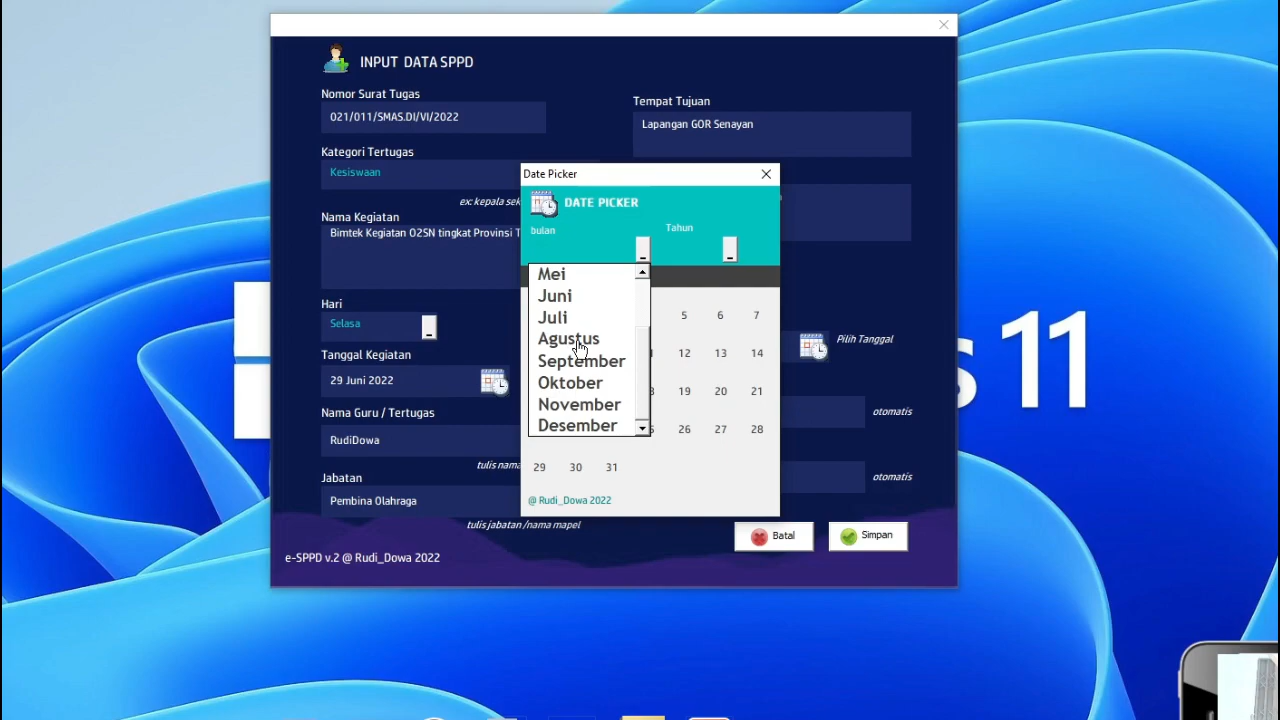 INPUT DATA SPPD
Nomor Surat Tugas
021/011/SMAS.DI/VI/2022
Kategori Tertugas
Kesiswaan
ex: kepala
Nama Kegiatan
Bimtek Kegiatan O2SN tingkat Provinsi
Hari
Selasa
Tanggal Kegiatan
29 Juni 2022
Nama Guru / Tertugas
RudiDowa
tulis nama
Jabatan
Pembina Olahraga
tulis jabatan /nama mapel
e-SPPD v.2 @ Rudi_Dowa 2022
Tempat Tujuan
Lapangan GOR Senayan
Pilih Tanggal
otomatis
otomatis
Batal
Simpan
Date Picker
DATE PICKER
bulan
Tahun
Mei
Juni
Juli
Agustus
September
Oktober
November
Desember
5 6 7
12 13 14
19 20 21
26 27 28
29 30 31
@ Rudi_Dowa 2022
s 11